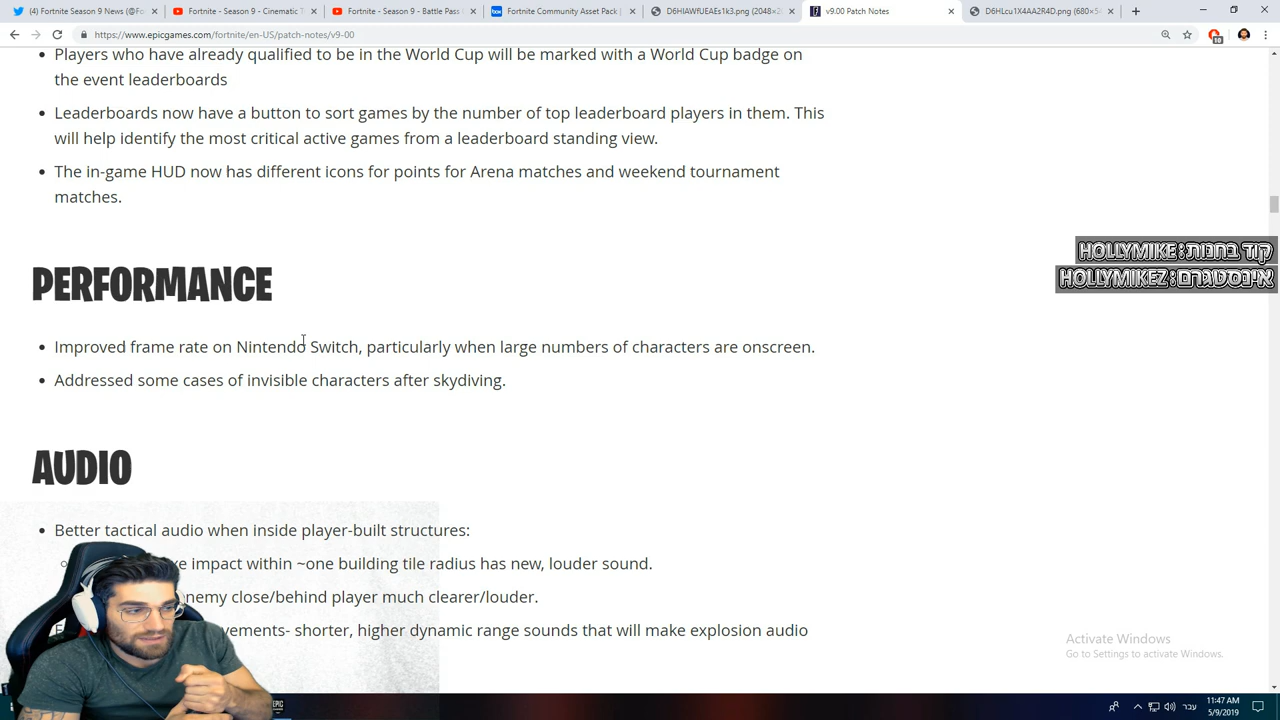 (4) Fortnite Season 9 News (@Fo
Fortnite - Season 9 - Cinematic T
Fortnite - Season 9 - Battle Pass
Fortnite Community Asset Pack |
D6HIAWfUEAEs1k3.png (2048×20
v9.00 Patch Notes
D6HLcu1X4AA2R4D.png (680×54
https://www.epicgames.com/fortnite/en-US/patch-notes/v9-00
• Players who have already qualified to be in the World Cup will be marked with a World Cup badge on
the event leaderboards
• Leaderboards now have a button to sort games by the number of top leaderboard players in them. This
will help identify the most critical active games from a leaderboard standing view.
• The in-game HUD now has different icons for points for Arena matches and weekend tournament
matches.
קוד בחנות: HOLLYMIKE
אינסטגרם: HOLLYMIKEZ
PERFORMANCE
• Improved frame rate on Nintendo Switch, particularly when large numbers of characters are onscreen.
• Addressed some cases of invisible characters after skydiving.
AUDIO
• Better tactical audio when inside player-built structures:
impact within ~one building tile radius has new, louder sound.
enemy close/behind player much clearer/louder.
shorter, higher dynamic range sounds that will make explosion audio
Activate Windows
Go to Settings to activate Windows.
EPIC
עבר
11:47 AM
5/9/2019